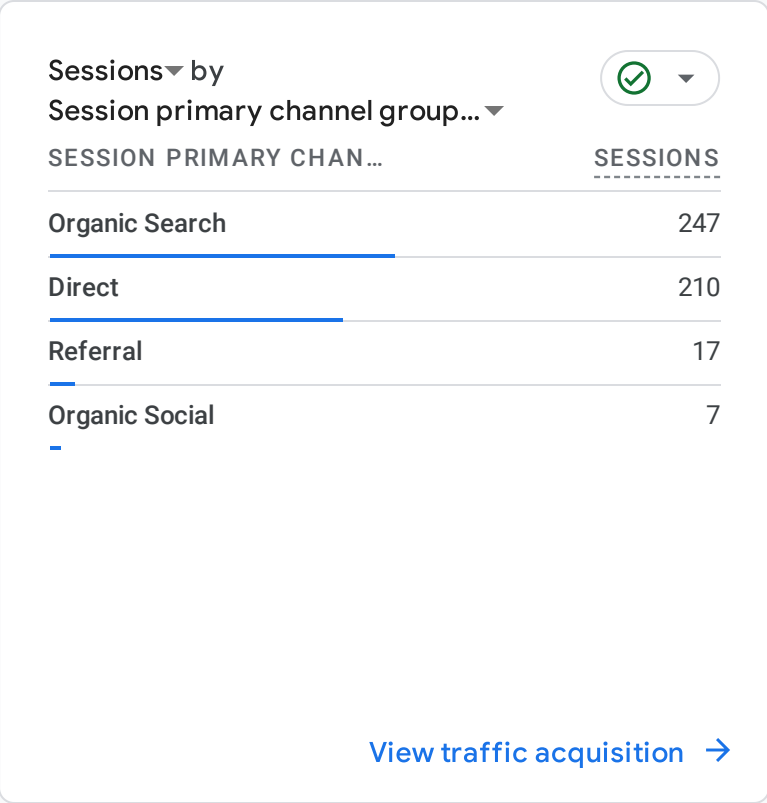 Sessions by
Session primary channel group...
SESSION PRIMARY CHAN... SESSIONS
Organic Search 247
Direct 210
Referral 17
Organic Social 7
View traffic acquisition